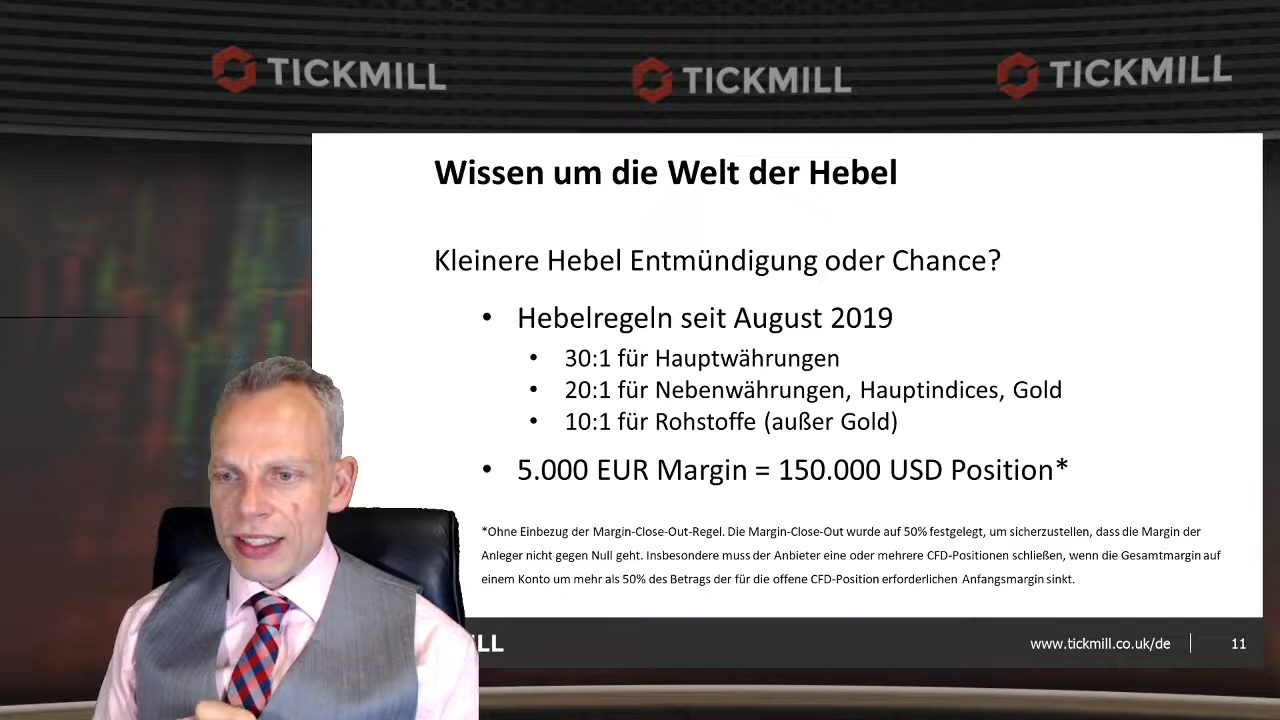 TICKMILL TICKMILL TICKMILL
Wissen um die Welt der Hebel
Kleinere Hebel Entmündigung oder Chance?
• Hebelregeln seit August 2019
• 30:1 für Hauptwährungen
• 20:1 für Nebenwährungen, Hauptindices, Gold
• 10:1 für Rohstoffe (außer Gold)
• 5.000 EUR Margin = 150.000 USD Position*
*Ohne Einbezug der Margin-Close-Out-Regel. Die Margin-Close-Out wurde auf 50% festgelegt, um sicherzustellen, dass die Margin der
Anleger nicht gegen Null geht. Insbesondere muss der Anbieter eine oder mehrere CFD-Positionen schließen, wenn die Gesamtmargin auf
einem Konto um mehr als 50% des Betrags der für die offene CFD-Position erforderlichen Anfangsmargin sinkt.
LL www.tickmill.co.uk/de 11